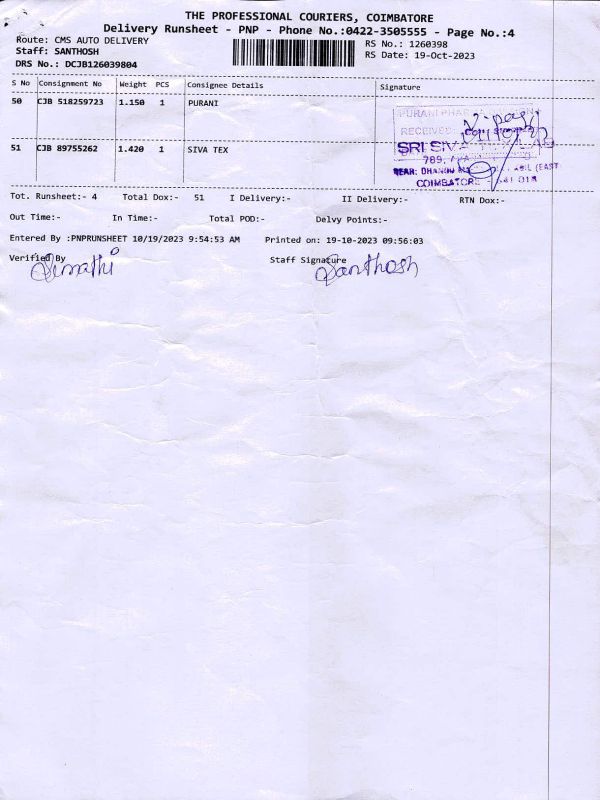 THE PROFESSIONAL COURIERS, COIMBATORE
Delivery Runsheet - PNP - Phone No.:0422-3505555 - Page No.:4
Route: CMS AUTO DELIVERY RS No.: 1260398
Staff: SANTHOSH RS Date: 19-Oct-2023
DRS No.: DCJB126039804
S No Consignment No Weight PCS Consignee Details Signature
50 CJB 518259723 1.150 1 PURANI
PURANI
RECEIVED
51 CJB 89755262 1.420 1 SIVA TEX
SRI SIVA
789,
NEAR:
COIMBATORE
Tot. Runsheet:- 4 Total Dox:- 51 I Delivery:- II Delivery:- RTN Dox:-
Out Time:- In Time:- Total POD:- Delvy Points:-
Entered By :PNPRUNSHEET 10/19/2023 9:54:53 AM Printed on: 19-10-2023 09:56:03
Verified By Staff Signature
Santhosh